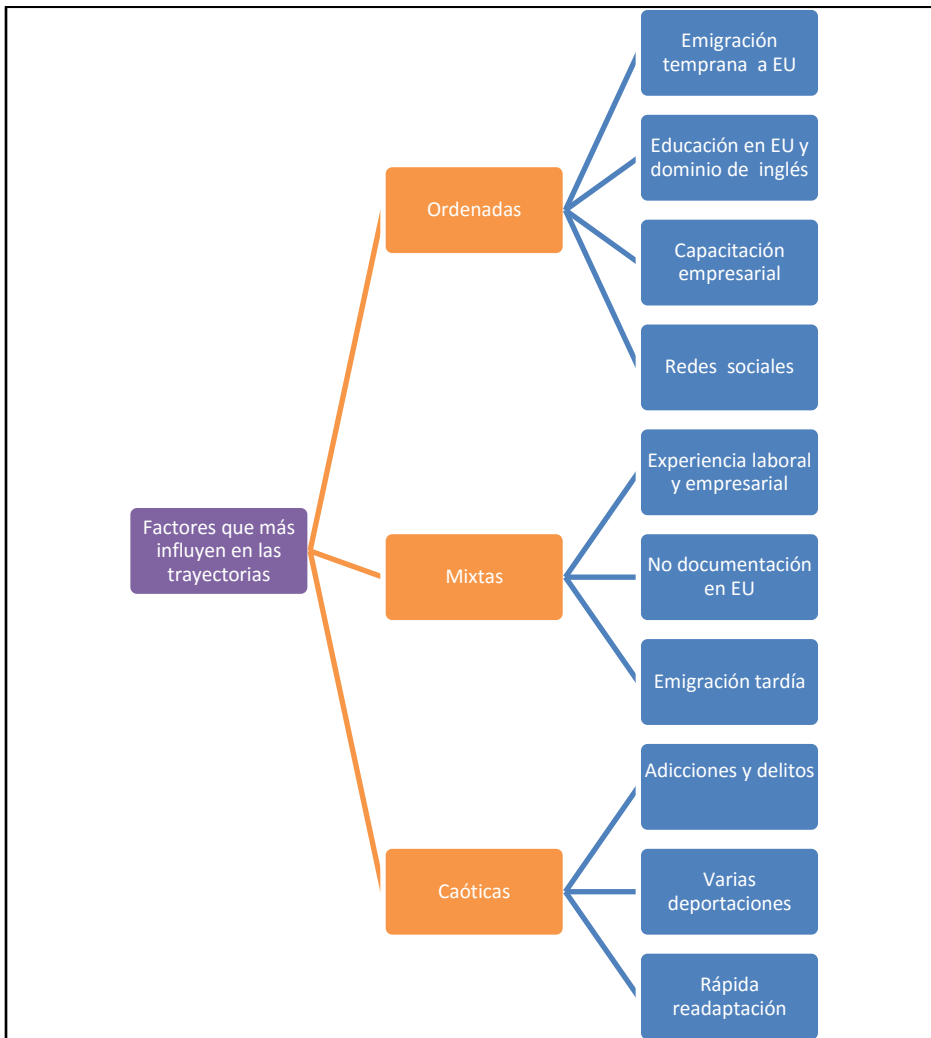 Factores que más
influyen en las
trayectorias
Ordenadas
Emigración
temprana a EU
Educación en EU y
dominio de inglés
Capacitación
empresarial
Redes sociales
Mixtas
Experiencia laboral
y empresarial
No documentación
en EU
Emigración tardía
Caóticas
Adicciones y delitos
Varias
deportaciones
Rápida
readaptación